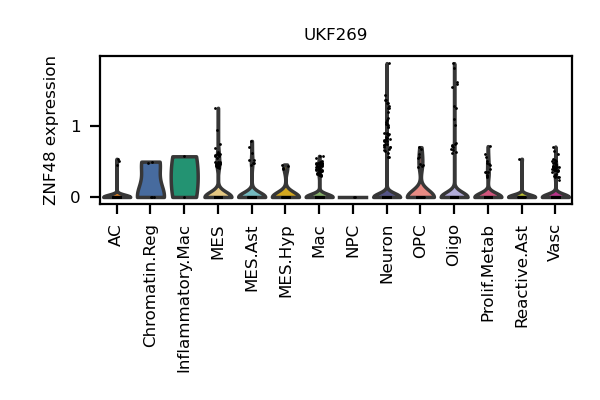 UKF269
ZNF48 expression
1
0
AC
Chromatin.Reg
Inflammatory.Mac
MES
MES.Ast
MES.Hyp
Mac
NPC
Neuron
OPC
Oligo
Prolif.Metab
Reactive.Ast
Vasc